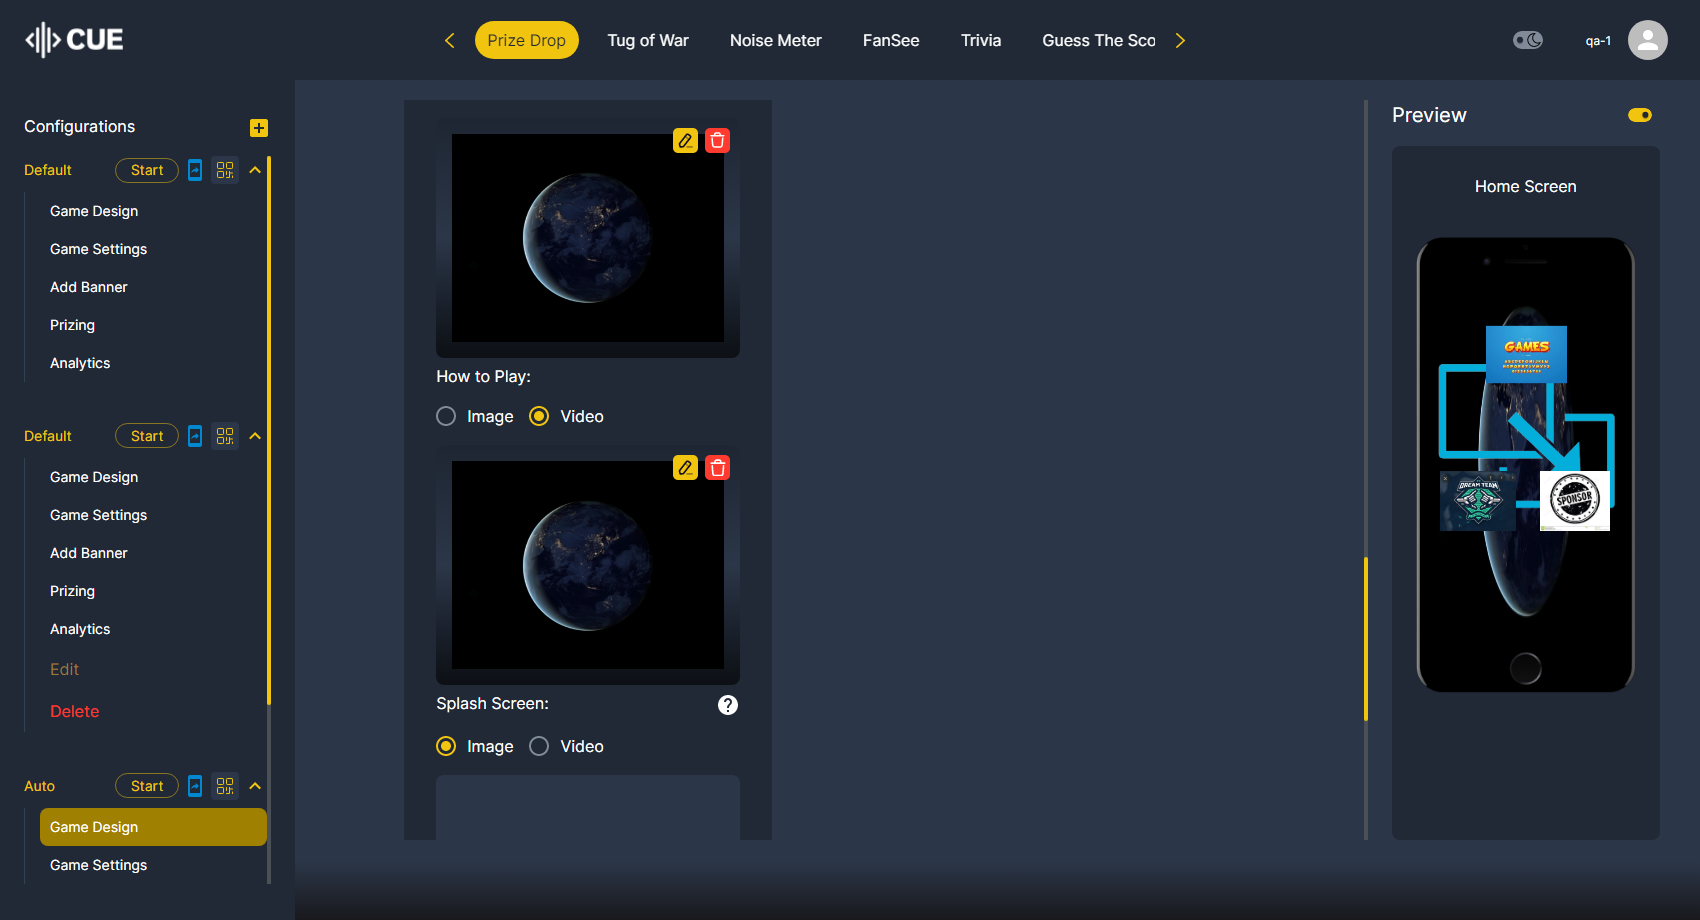 CUE
Prize Drop
Tug of War
Noise Meter
FanSee
Trivia
Guess The Sco
qa-1
Configurations
Default
Start
Game Design
Game Settings
Add Banner
Prizing
Analytics
Default
Start
Game Design
Game Settings
Add Banner
Prizing
Analytics
Edit
Delete
Auto
Start
Game Design
Game Settings
How to Play:
Image
Video
Splash Screen:
?
Image
Video
Preview
Home Screen
GAMES
DREAM TEAM
SPONSOR